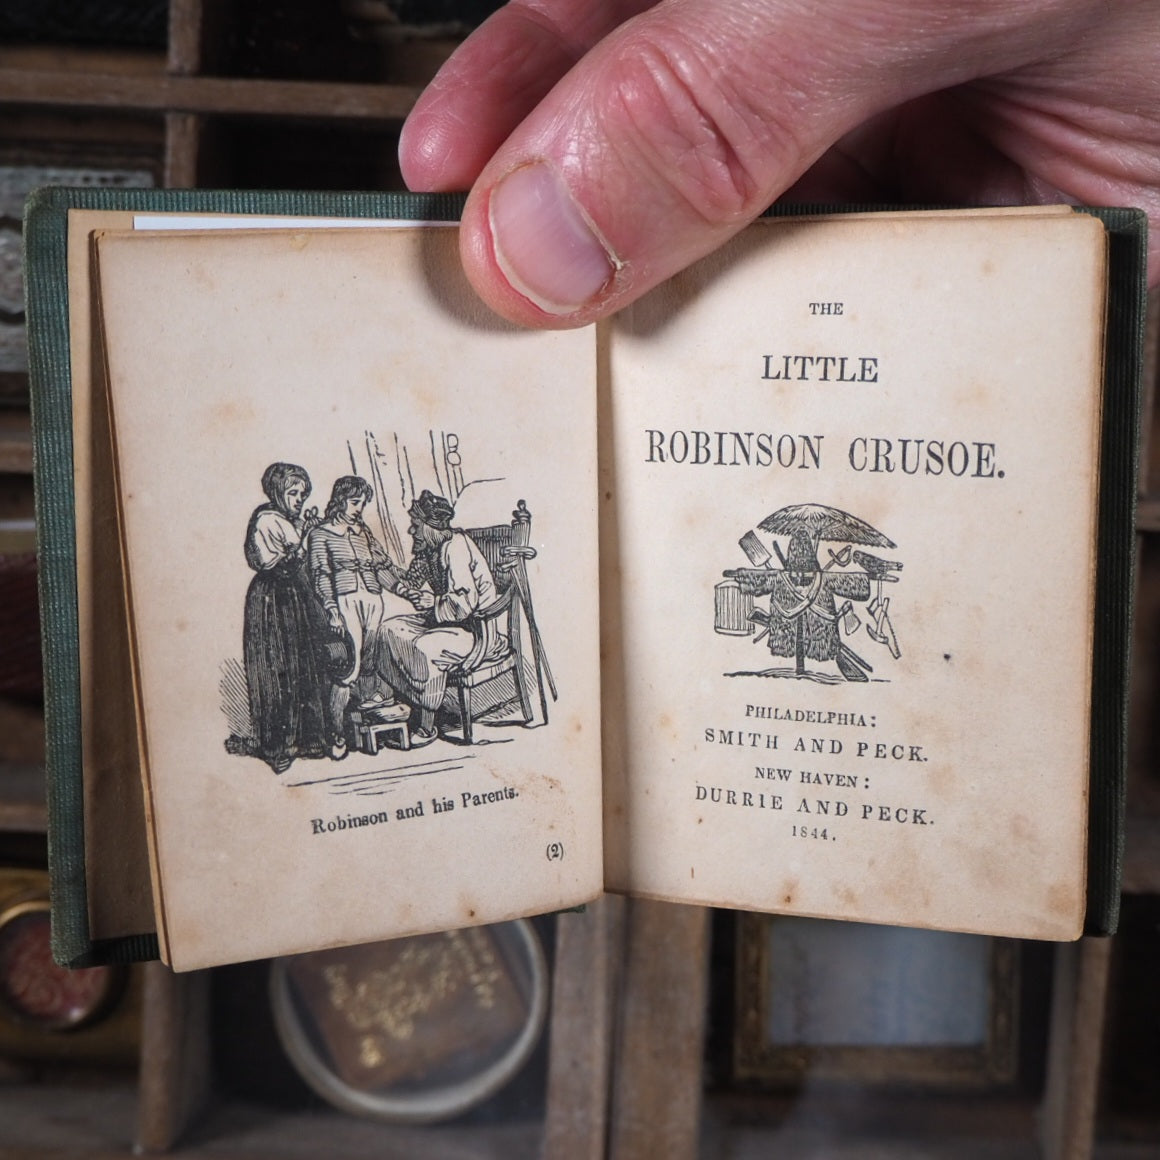 Robinson and his Parents.
(2)
THE
LITTLE
ROBINSON CRUSOE.
PHILADELPHIA:
SMITH AND PECK.
NEW HAVEN:
DURRIE AND PECK.
1844.